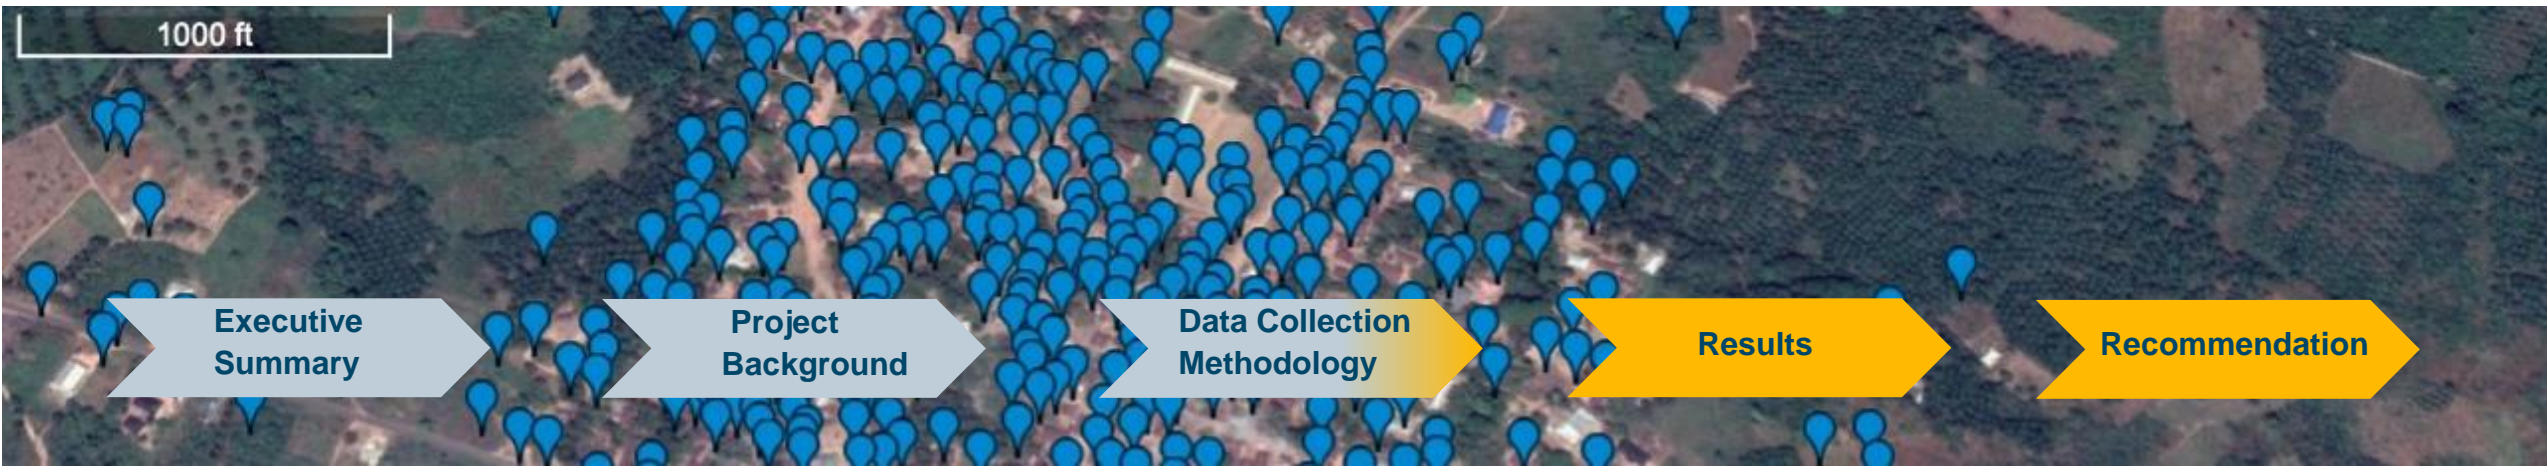 1000 ft
Executive
Summary
Project
Background
Data Collection
Methodology
Results
Recommendation